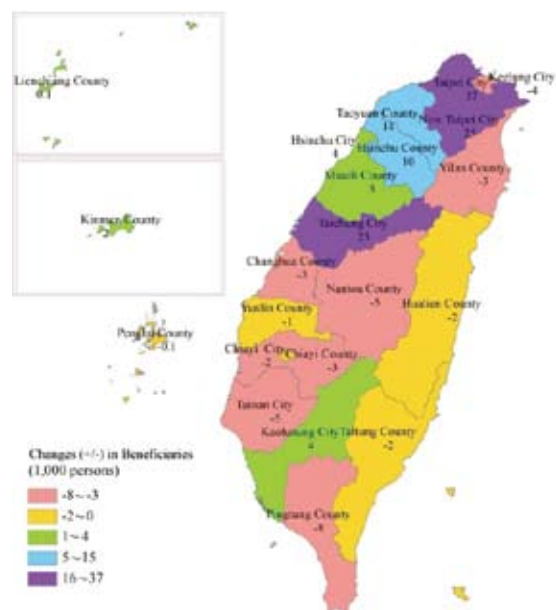 Lienchiang County
0.1
Kinmen County
Penghu County
-0.1
Taipei City
37
Keelung City
-4
New Taipei City
25
Taoyuan County
14
Hsinchu City
4
Hsinchu County
10
Yilan County
-3
Miaoli County
Taichung City
23
Changhua County
-3
Nantou County
-5
Hualien County
-2
Yunlin County
-1
Chiayi City
-2
Chiayi County
-3
Tainan City
-5
Kaohsiung City
4
Taitung County
-2
Pingtung County
-8
Changes (+/-) in Beneficiaries
(1,000 persons)
-8～-3
-2～0
1～4
5～15
16～37